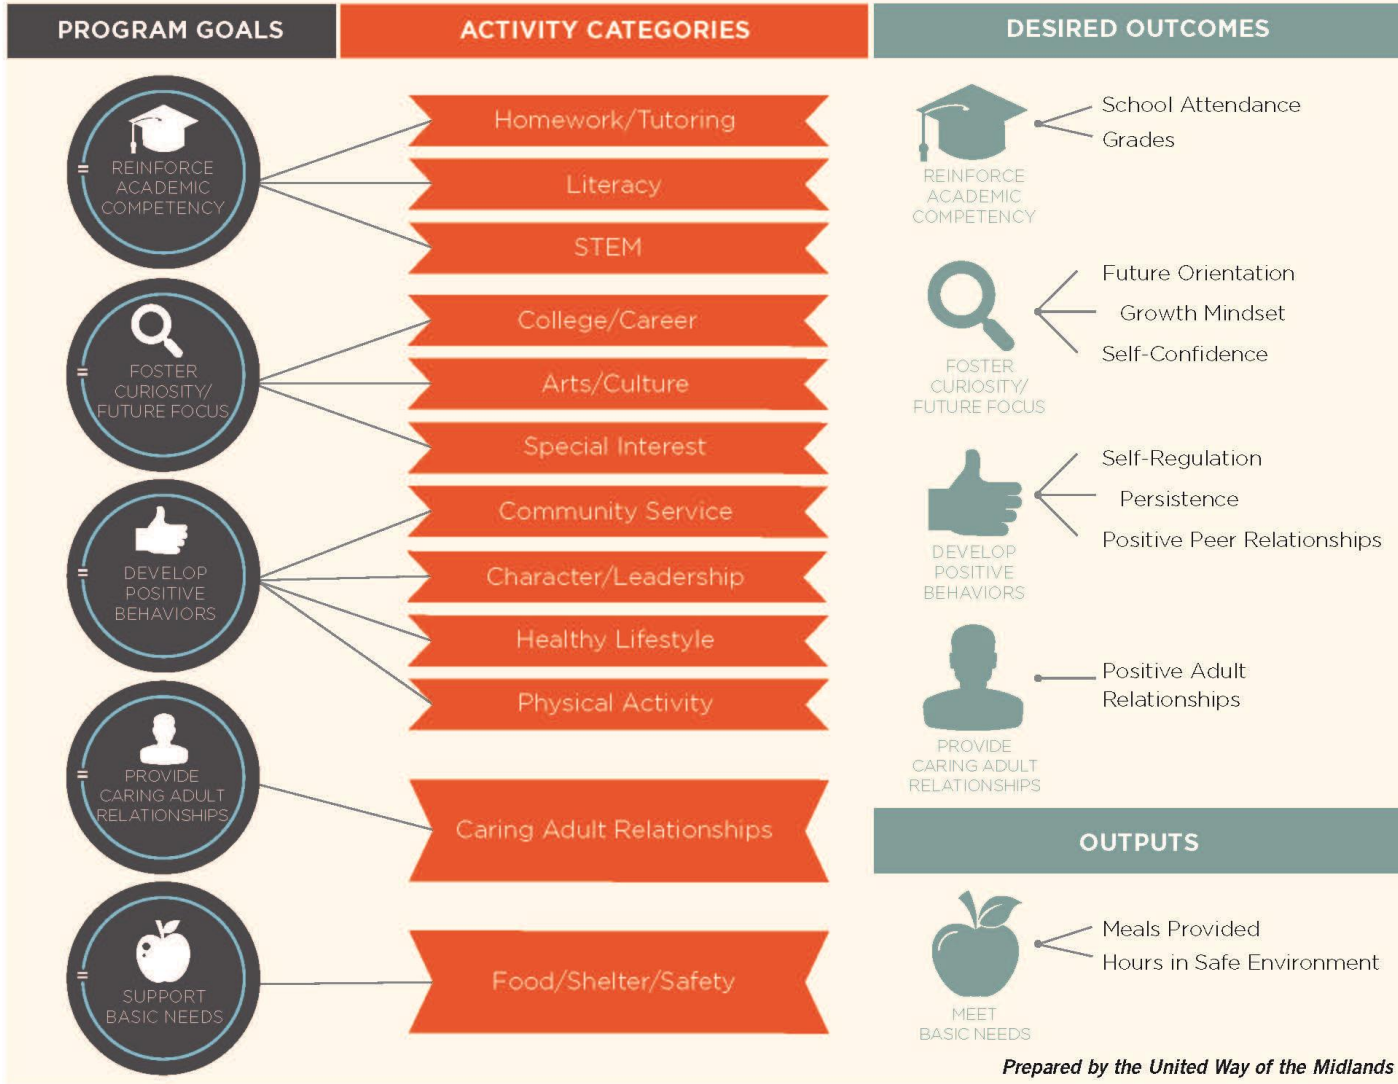 PROGRAM GOALS
ACTIVITY CATEGORIES
DESIRED OUTCOMES
REINFORCE
ACADEMIC
COMPETENCY
FOSTER
CURIOSITY/
FUTURE FOCUS
DEVELOP
POSITIVE
BEHAVIORS
PROVIDE
CARING ADULT
RELATIONSHIPS
SUPPORT
BASIC NEEDS
Homework/Tutoring
Literacy
STEM
College/Career
Arts/Culture
Special Interest
Community Service
Character/Leadership
Healthy Lifestyle
Physical Activity
Caring Adult Relationships
Food/Shelter/Safety
REINFORCE
ACADEMIC
COMPETENCY
School Attendance
Grades
FOSTER
CURIOSITY/
FUTURE FOCUS
Future Orientation
Growth Mindset
Self-Confidence
DEVELOP
POSITIVE
BEHAVIORS
Self-Regulation
Persistence
Positive Peer Relationships
PROVIDE
CARING ADULT
RELATIONSHIPS
Positive Adult
Relationships
OUTPUTS
MEET
BASIC NEEDS
Meals Provided
Hours in Safe Environment
Prepared by the United Way of the Midlands